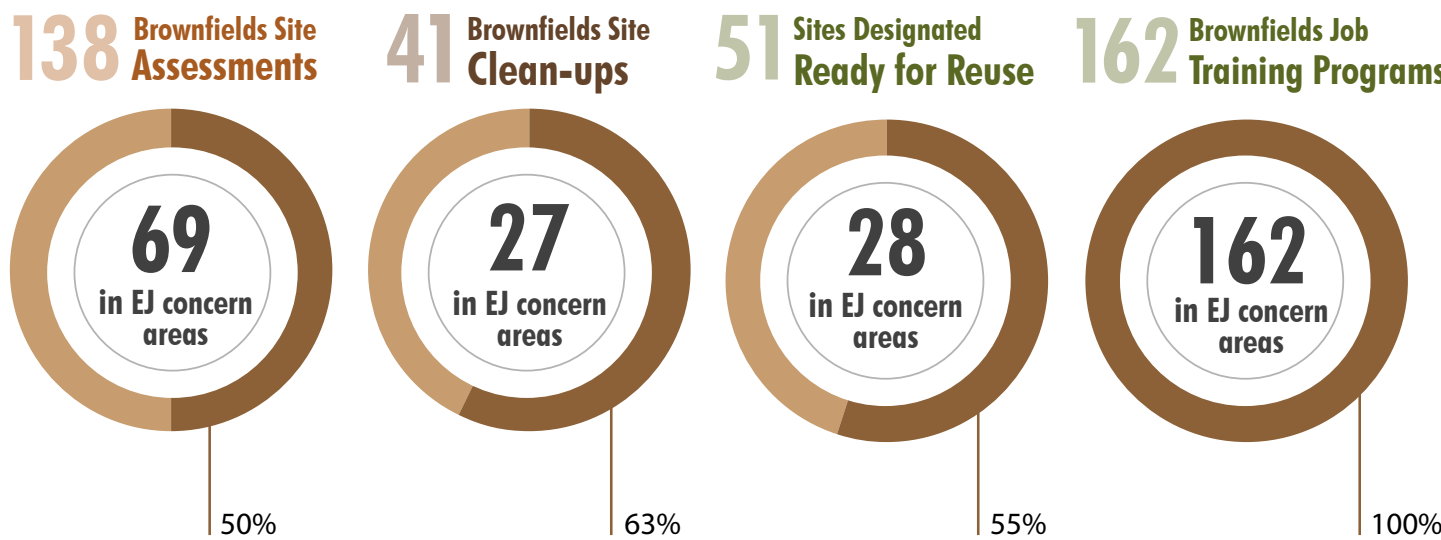 138 Brownfields Site
Assessments
69
in EJ concern
areas
50%
41 Brownfields Site
Clean-ups
27
in EJ concern
areas
63%
51 Sites Designated
Ready for Reuse
28
in EJ concern
areas
55%
162 Brownfields Job
Training Programs
162
in EJ concern
areas
100%